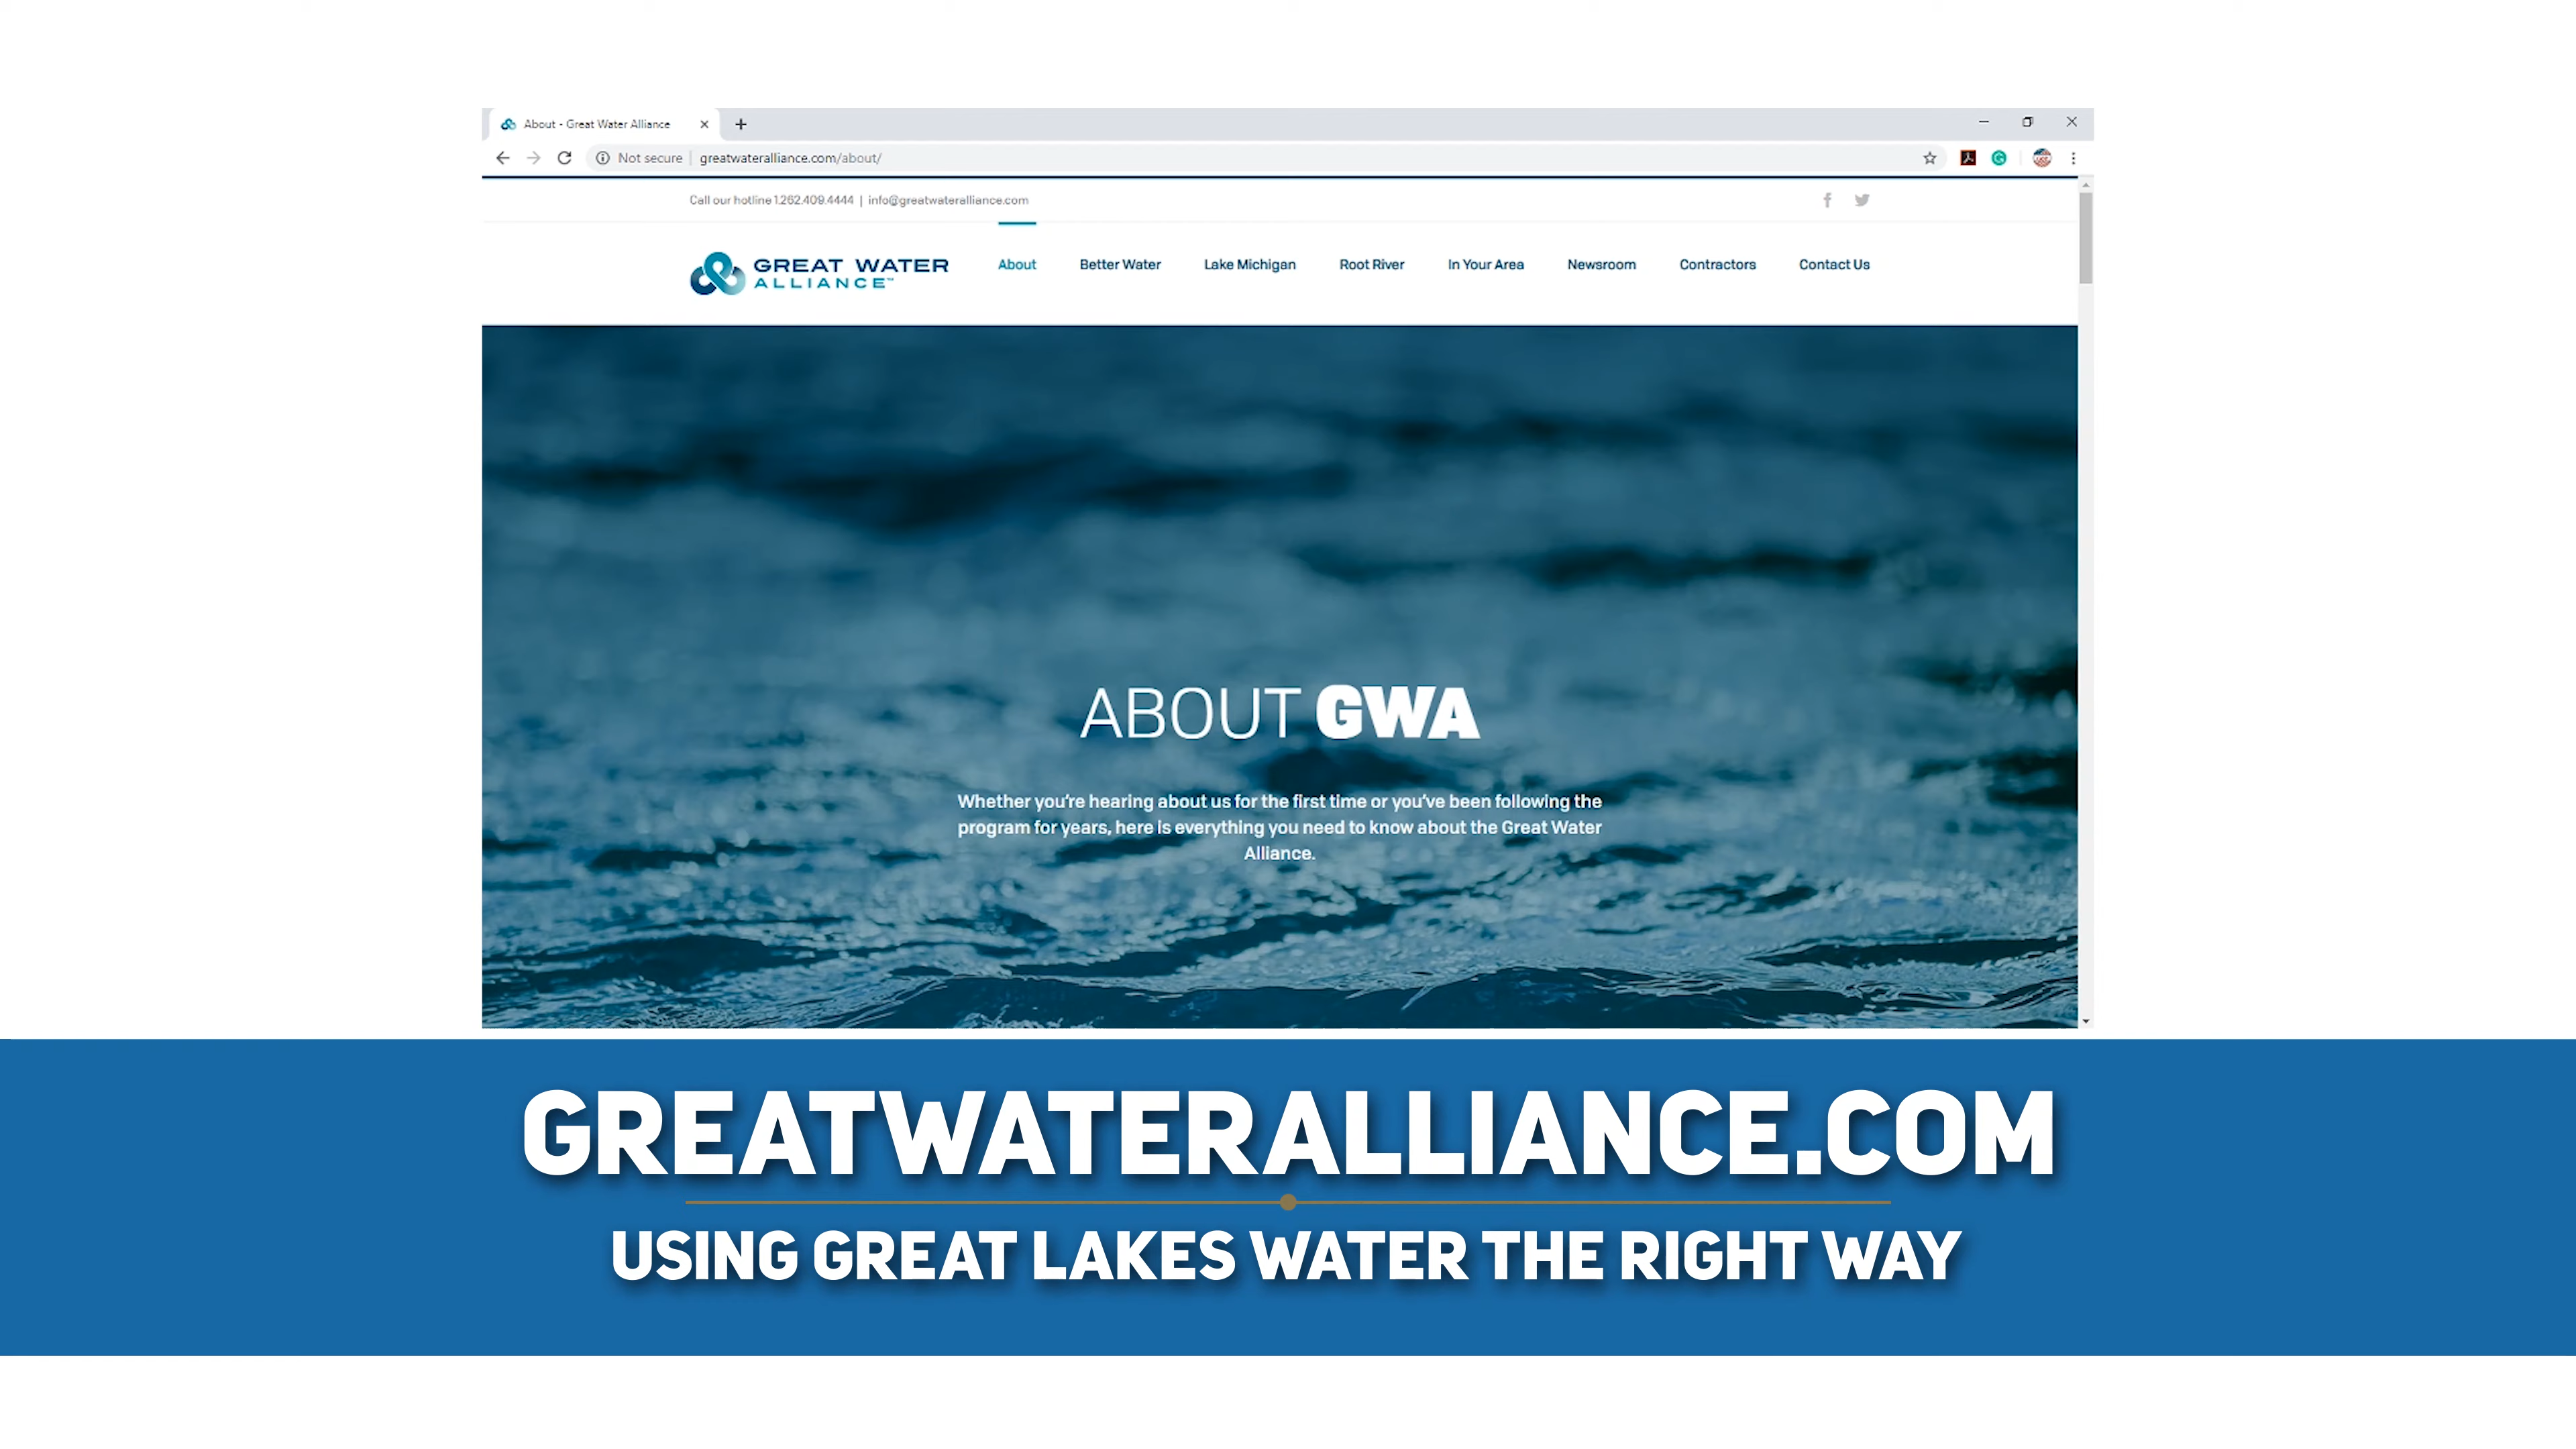 About - Great Water Alliance
Not secure | greatwateralliance.com/about/
Call our hotline 1.262.409.4444 | info@greatwateralliance.com
GREAT WATER
ALLIANCE™
About Better Water Lake Michigan Root River In Your Area Newsroom Contractors Contact Us
ABOUT GWA
Whether you're hearing about us for the first time or you've been following the
program for years, here is everything you need to know about the Great Water
Alliance.
GREATWATERALLIANCE.COM
USING GREAT LAKES WATER THE RIGHT WAY